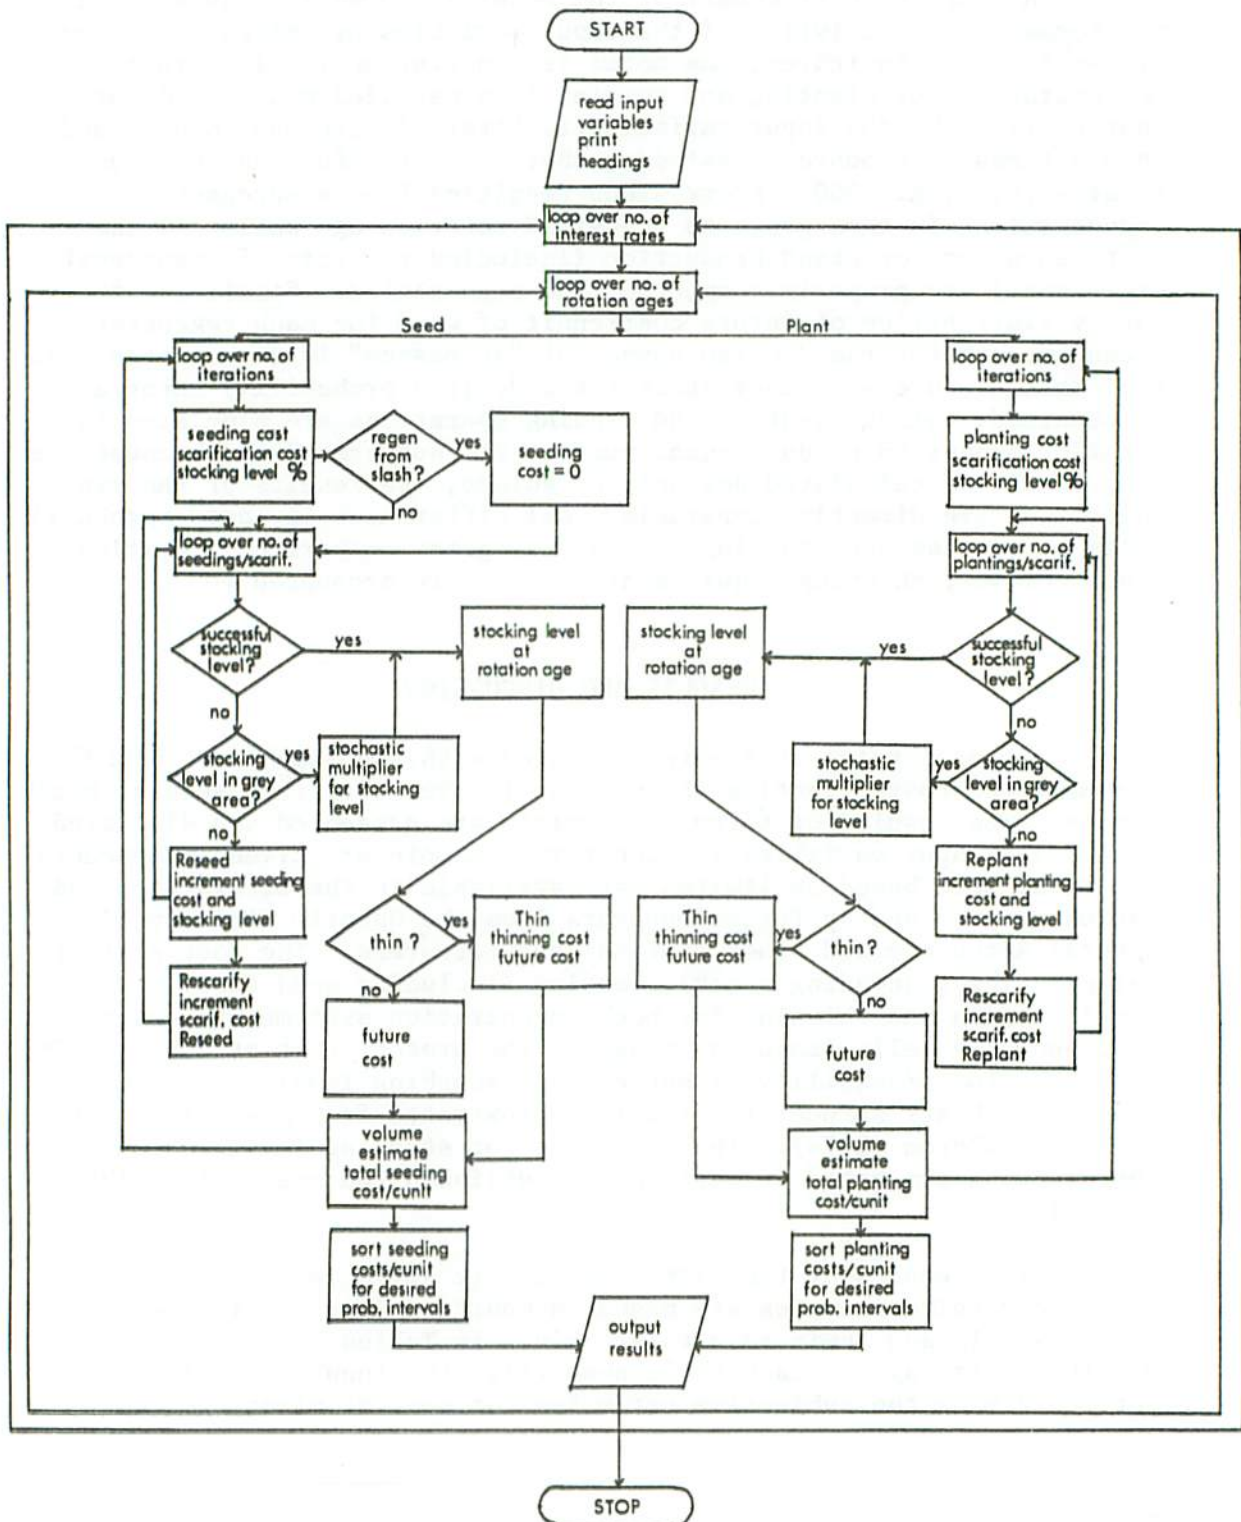 START
read input
variables
print
headings
loop over no. of
interest rates
loop over no. of
rotation ages
Seed
Plant
loop over no. of
iterations
loop over no. of
iterations
seeding cost
scarification cost
stocking level %
regen
from
slash?
yes
seeding
cost = 0
planting cost
scarification cost
stocking level %
no
loop over no. of
seedings/scarif.
loop over no. of
plantings/scarif.
successful
stocking
level?
yes
stocking level
at
rotation age
stocking level
at
rotation age
yes
successful
stocking
level?
no
no
stocking
level in grey
area?
yes
stochastic
multiplier
for stocking
level
stochastic
multiplier
for stocking
level
yes
stocking
level in grey
area?
no
no
Reseed
increment seeding
cost and
stocking level
Replant
increment planting
cost and
stocking level
thin ?
yes
Thin
thinning cost
future cost
Thin
thinning cost
future cost
yes
thin ?
Rescarify
increment
scarif. cost
Reseed
no
no
Rescarify
increment
scarif. cost
Replant
future
cost
future
cost
volume
estimate
total seeding
cost/cunit
volume
estimate
total planting
cost/cunit
sort seeding
costs/cunit
for desired
prob. intervals
sort planting
costs/cunit
for desired
prob. intervals
output
results
STOP